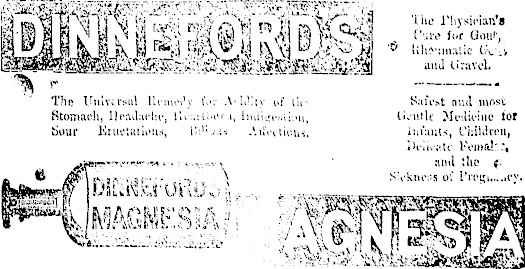 DINNEFORDS
The Physician's
Cure for Gout,
Rheumatic
and Gravel.
The Universal Remedy for Acidity of the
Stomach, Headache, Heartburn, Indigestion,
Sour Eructations, Bilious Affections.
Safest and most
Gentle Medicine for
Infants, Children,
Delicate Females,
and the
Sickness of Pregnancy.
DINNEFORDS
MAGNESIA
AGNESIA